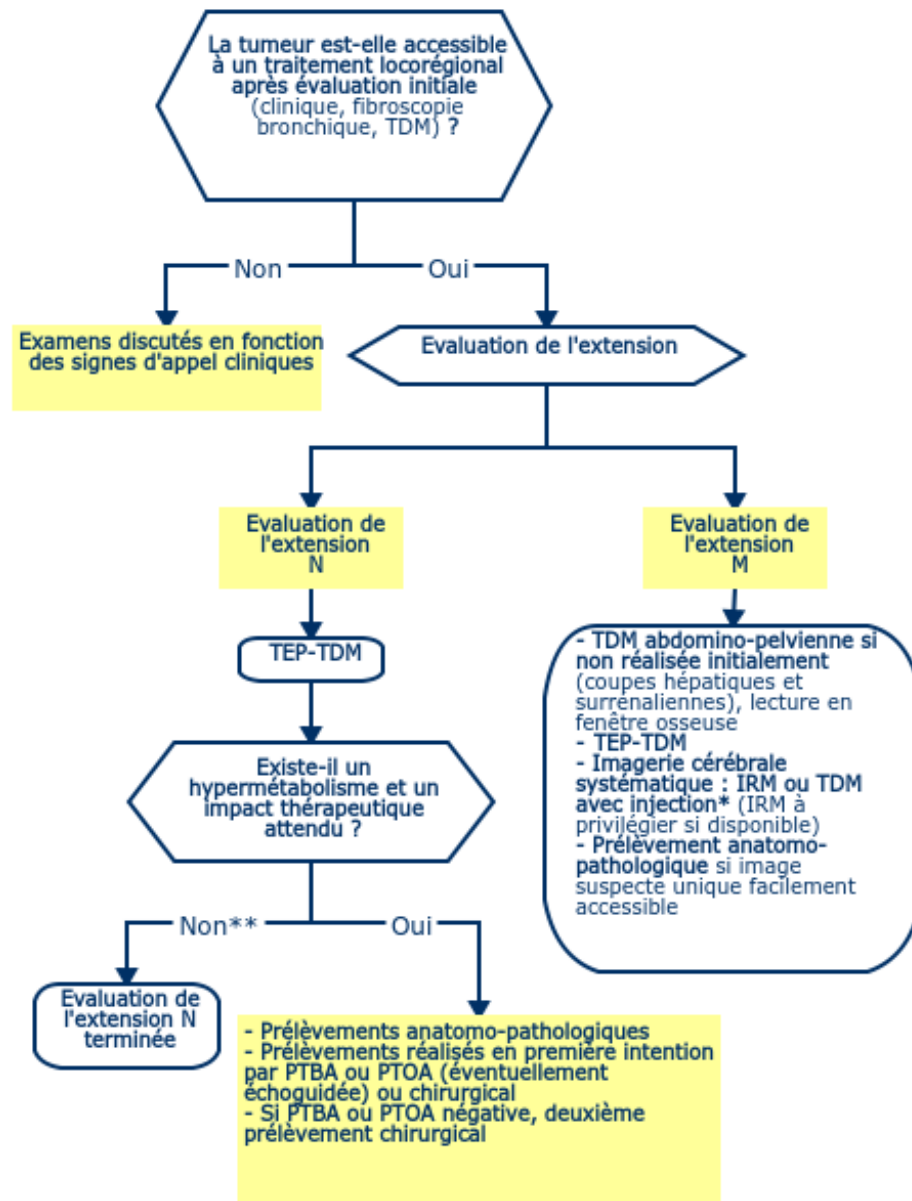 La tumeur est-elle accessible
à un traitement locorégional
après évaluation initiale
(clinique, fibroscopie
bronchique, TDM) ?
Non
Oui
Examens discutés en fonction
des signes d'appel cliniques
Evaluation de l'extension
Evaluation de
l'extension
N
Evaluation de
l'extension
M
TEP-TDM
- TDM abdomino-pelvienne si
non réalisée initialement
(coupes hépatiques et
surrénaliennes), lecture en
fenêtre osseuse
- TEP-TDM
- Imagerie cérébrale
systématique : IRM ou TDM
avec injection* (IRM à
privilégier si disponible)
- Prélèvement anatomo-
pathologique si image
suspecte unique facilement
accessible
Existe-il un
hypermétabolisme et un
impact thérapeutique
attendu ?
Non**
Oui
Evaluation de
l'extension N
terminée
- Prélèvements anatomo-pathologiques
- Prélèvements réalisés en première intention
par PTBA ou PTOA (éventuellement
échoguidée) ou chirurgical
- Si PTBA ou PTOA négative, deuxième
prélèvement chirurgical